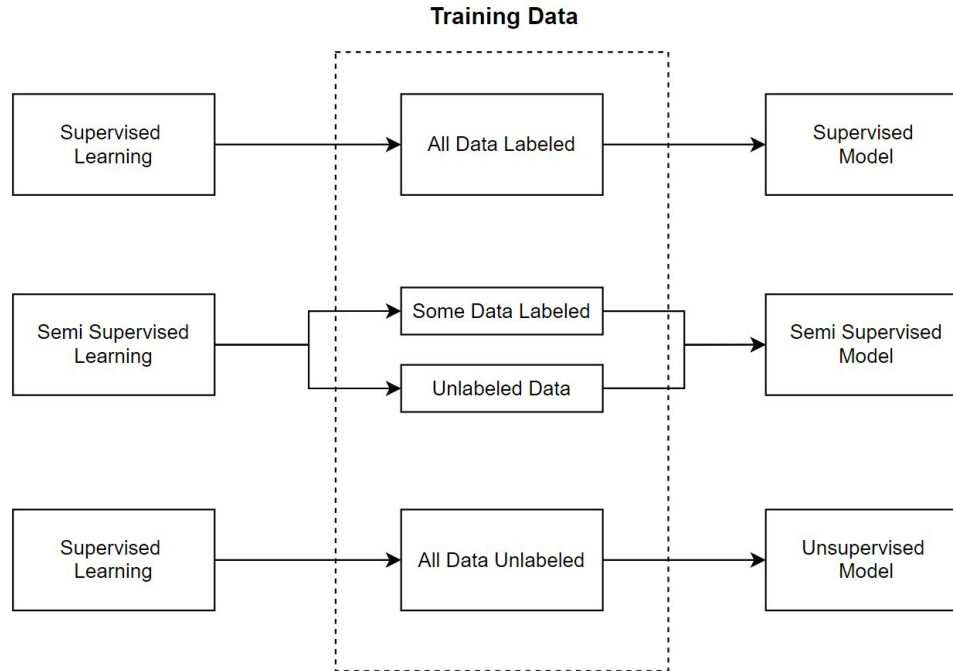 Training Data
Supervised
Learning
All Data Labeled
Supervised
Model
Semi Supervised
Learning
Some Data Labeled
Unlabeled Data
Semi Supervised
Model
Supervised
Learning
All Data Unlabeled
Unsupervised
Model